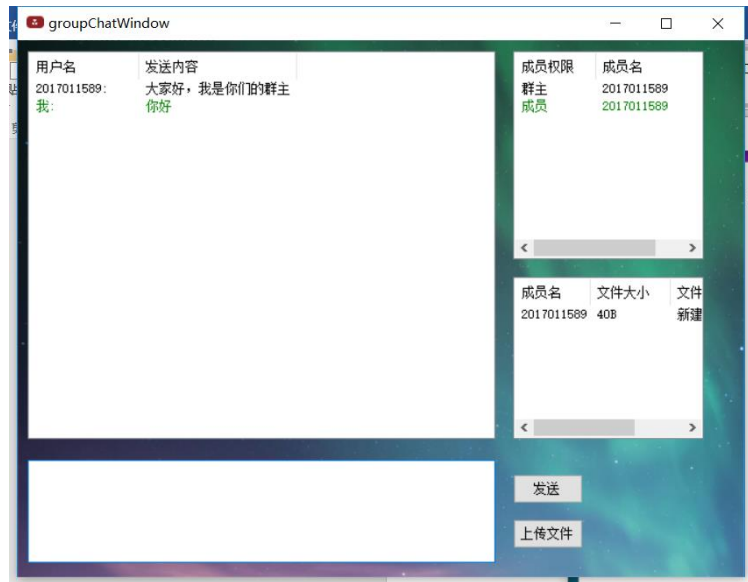 groupChatWindow
用户名 发送内容
2017011589: 大家好，我是你们的群主
我: 你好
成员权限 成员名
群主 2017011589
成员 2017011589
成员名 文件大小 文件
2017011589 40B 新建
发送
上传文件